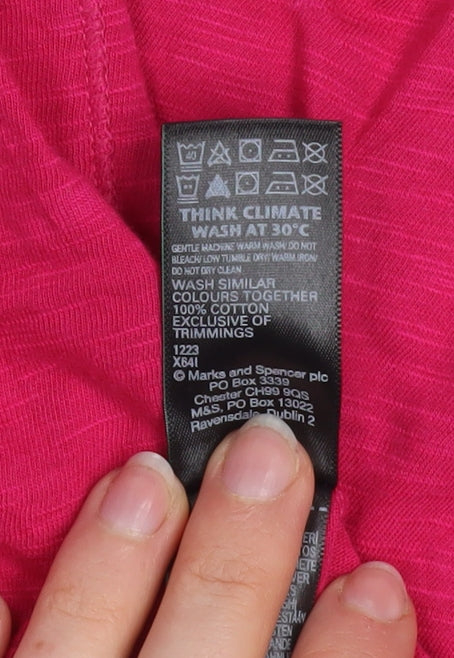 40
THINK CLIMATE
WASH AT 30°C
GENTLE MACHINE WARM WASH/ DO NOT
BLEACH/ LOW TUMBLE DRY/ WARM IRON/
DO NOT DRY CLEAN
WASH SIMILAR
COLOURS TOGETHER
100% COTTON
EXCLUSIVE OF
TRIMMINGS
1223
X64I
© Marks and Spencer plc
PO Box 3339
Chester CH99 9QS
M&S, PO Box 13022
Ravensdale, Dublin 2